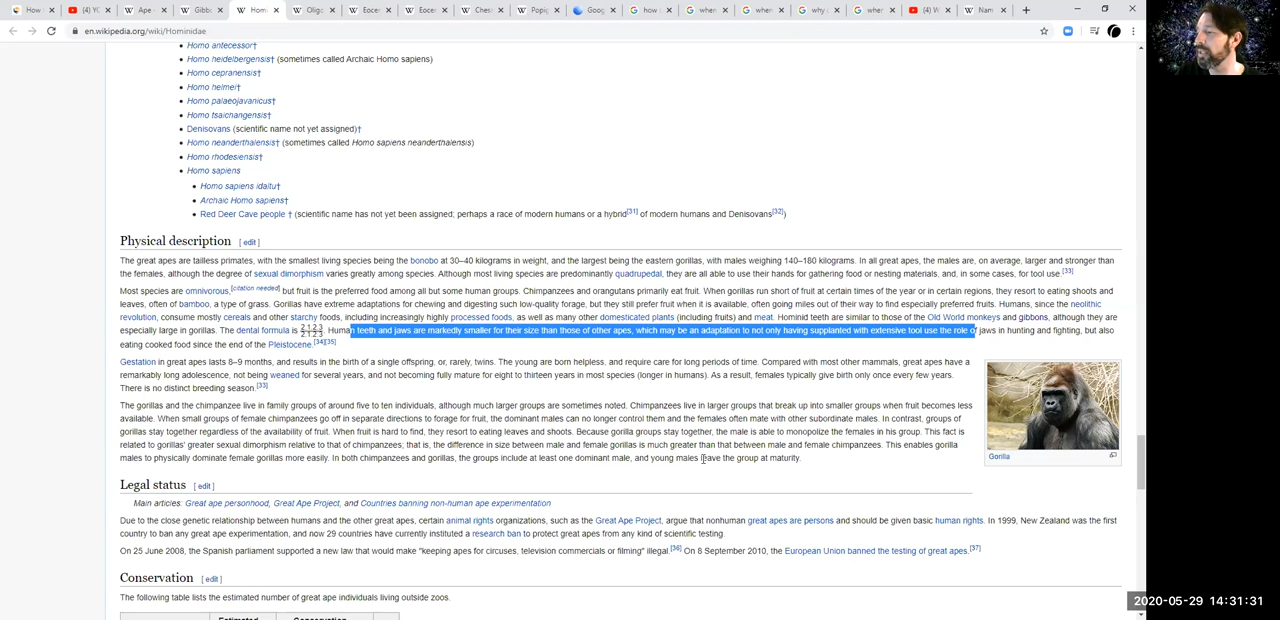 How
(4) YO
Ape -
Gibbo
Homi
Oligo
Eocen
Eocen
Chess
Popig
Goog
how
when
when
why
when
(4) W
Nam
en.wikipedia.org/wiki/Hominidae
Homo antecessor†
Homo heidelbergensis† (sometimes called Archaic Homo sapiens)
Homo cepranensis†
Homo helmei†
Homo palaeojavanicus†
Homo tsaichangensis†
Denisovans (scientific name not yet assigned)†
Homo neanderthalensis† (sometimes called Homo sapiens neanderthalensis)
Homo rhodesiensis†
Homo sapiens
Homo sapiens idaltu†
Archaic Homo sapiens†
Red Deer Cave people † (scientific name has not yet been assigned; perhaps a race of modern humans or a hybrid[31] of modern humans and Denisovans[32])
Physical description [ edit ]
The great apes are tailless primates, with the smallest living species being the bonobo at 30–40 kilograms in weight, and the largest being the eastern gorillas, with males weighing 140–180 kilograms. In all great apes, the males are, on average, larger and stronger than
the females, although the degree of sexual dimorphism varies greatly among species. Although most living species are predominantly quadrupedal, they are all able to use their hands for gathering food or nesting materials, and, in some cases, for tool use.[33]
Most species are omnivorous,[citation needed] but fruit is the preferred food among all but some human groups. Chimpanzees and orangutans primarily eat fruit. When gorillas run short of fruit at certain times of the year or in certain regions, they resort to eating shoots and
leaves, often of bamboo, a type of grass. Gorillas have extreme adaptations for chewing and digesting such low-quality forage, but they still prefer fruit when it is available, often going miles out of their way to find especially preferred fruits. Humans, since the neolithic
revolution, consume mostly cereals and other starchy foods, including increasingly highly processed foods, as well as many other domesticated plants (including fruits) and meat. Hominid teeth are similar to those of the Old World monkeys and gibbons, although they are
especially large in gorillas. The dental formula is 2.1.2.3 2.1.2.3. Human teeth and jaws are markedly smaller for their size than those of other apes, which may be an adaptation to not only having supplanted with extensive tool use the role of jaws in hunting and fighting, but also
eating cooked food since the end of the Pleistocene.[34][35]
Gestation in great apes lasts 8–9 months, and results in the birth of a single offspring, or, rarely, twins. The young are born helpless, and require care for long periods of time. Compared with most other mammals, great apes have a
remarkably long adolescence, not being weaned for several years, and not becoming fully mature for eight to thirteen years in most species (longer in humans). As a result, females typically give birth only once every few years.
There is no distinct breeding season.[33]
The gorillas and the chimpanzee live in family groups of around five to ten individuals, although much larger groups are sometimes noted. Chimpanzees live in larger groups that break up into smaller groups when fruit becomes less
available. When small groups of female chimpanzees go off in separate directions to forage for fruit, the dominant males can no longer control them and the females often mate with other subordinate males. In contrast, groups of
gorillas stay together regardless of the availability of fruit. When fruit is hard to find, they resort to eating leaves and shoots. Because gorilla groups stay together, the male is able to monopolize the females in his group. This fact is
related to gorillas' greater sexual dimorphism relative to that of chimpanzees; that is, the difference in size between male and female gorillas is much greater than that between male and female chimpanzees. This enables gorilla
males to physically dominate female gorillas more easily. In both chimpanzees and gorillas, the groups include at least one dominant male, and young males leave the group at maturity.
Gorilla
Legal status [ edit ]
Main articles: Great ape personhood, Great Ape Project, and Countries banning non-human ape experimentation
Due to the close genetic relationship between humans and the other great apes, certain animal rights organizations, such as the Great Ape Project, argue that nonhuman great apes are persons and should be given basic human rights. In 1999, New Zealand was the first
country to ban any great ape experimentation, and now 29 countries have currently instituted a research ban to protect great apes from any kind of scientific testing.
On 25 June 2008, the Spanish parliament supported a new law that would make "keeping apes for circuses, television commercials or filming" illegal.[36] On 8 September 2010, the European Union banned the testing of great apes.[37]
Conservation [ edit ]
The following table lists the estimated number of great ape individuals living outside zoos.
Estimated Conservation
2020-05-29 14:31:31